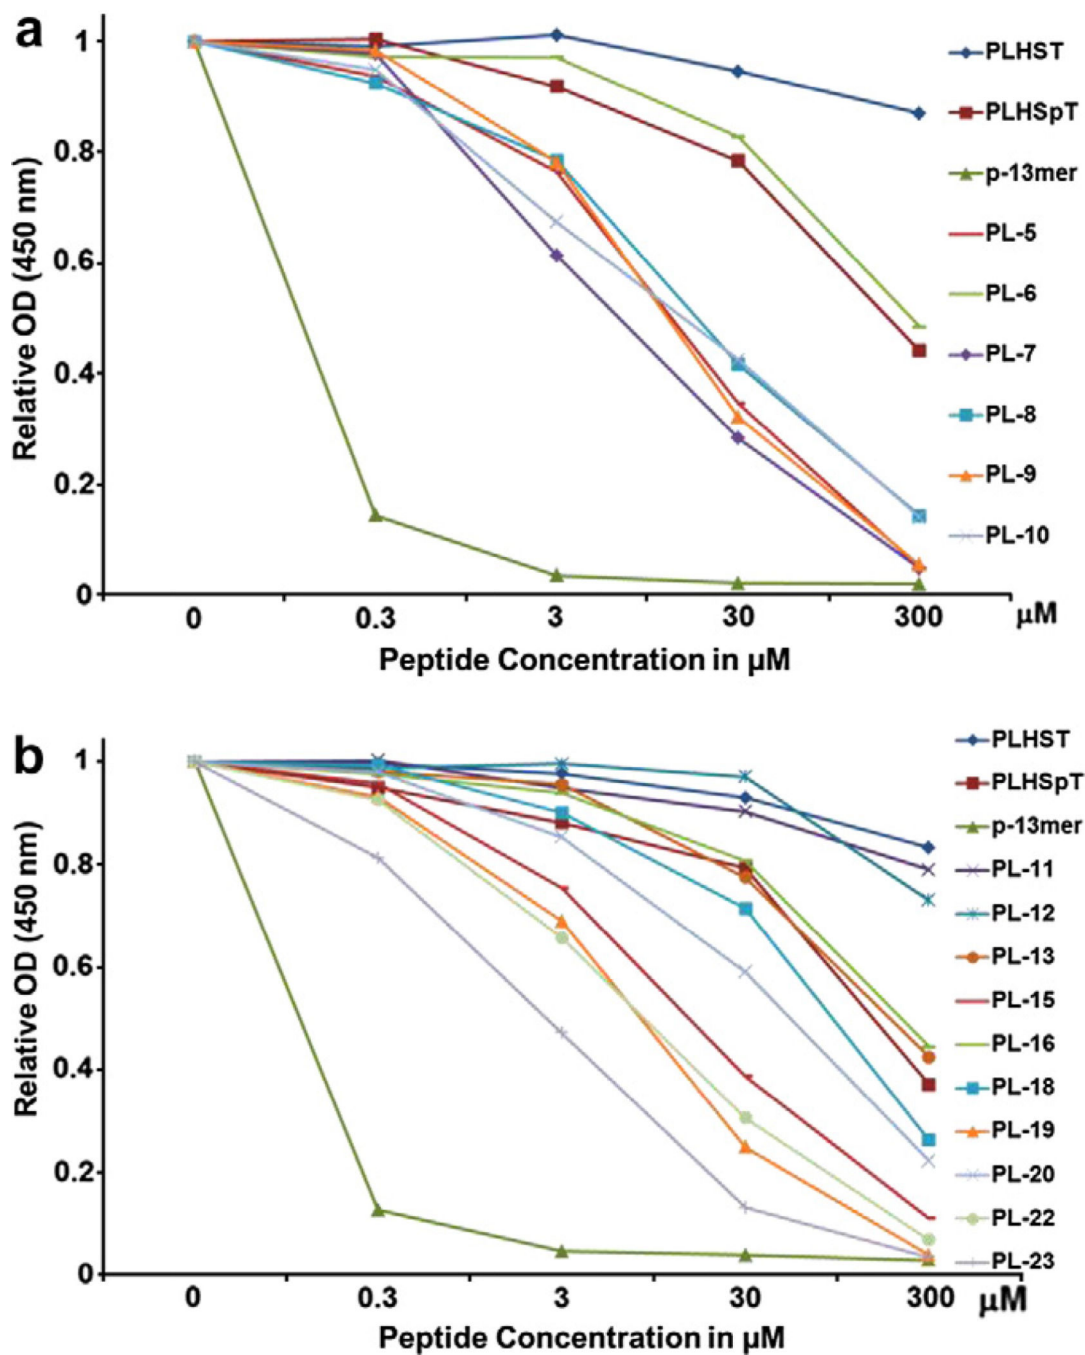 a
Relative OD (450 nm)
1
0.8
0.6
0.4
0.2
0
0 0.3 3 30 300 µM
Peptide Concentration in µM
PLHST
PLHSpT
p-13mer
PL-5
PL-6
PL-7
PL-8
PL-9
PL-10
b
Relative OD (450 nm)
1
0.8
0.6
0.4
0.2
0
0 0.3 3 30 300 µM
Peptide Concentration in µM
PLHST
PLHSpT
p-13mer
PL-11
PL-12
PL-13
PL-15
PL-16
PL-18
PL-19
PL-20
PL-22
PL-23